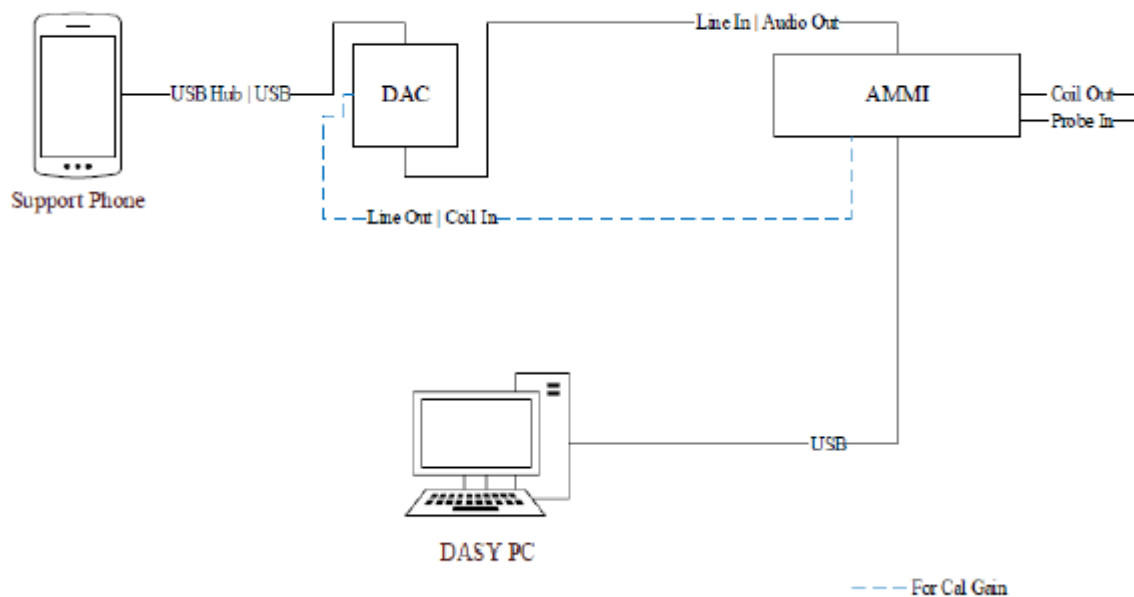 Line In | Audio Out
USB Hub | USB
DAC
AMMI
Coil Out
Probe In
Support Phone
Line Out | Coil In
USB
DASY PC
For Cal Gain